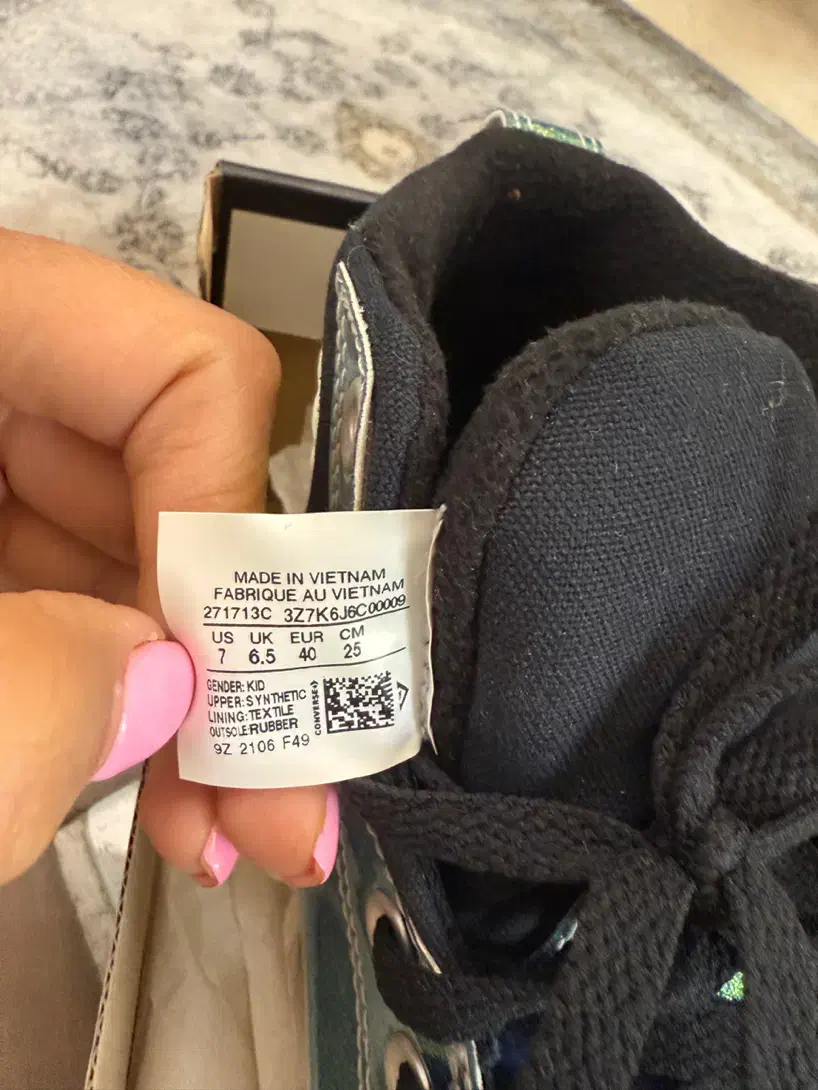 MADE IN VIETNAM
FABRIQUE AU VIETNAM
271713C 3Z7K6J6C00009
US UK EUR CM
7 6.5 40 25
GENDER: KID
UPPER: SYNTHETIC
LINING: TEXTILE
OUTSOLE: RUBBER
9Z 2106 F49
CONVERSE